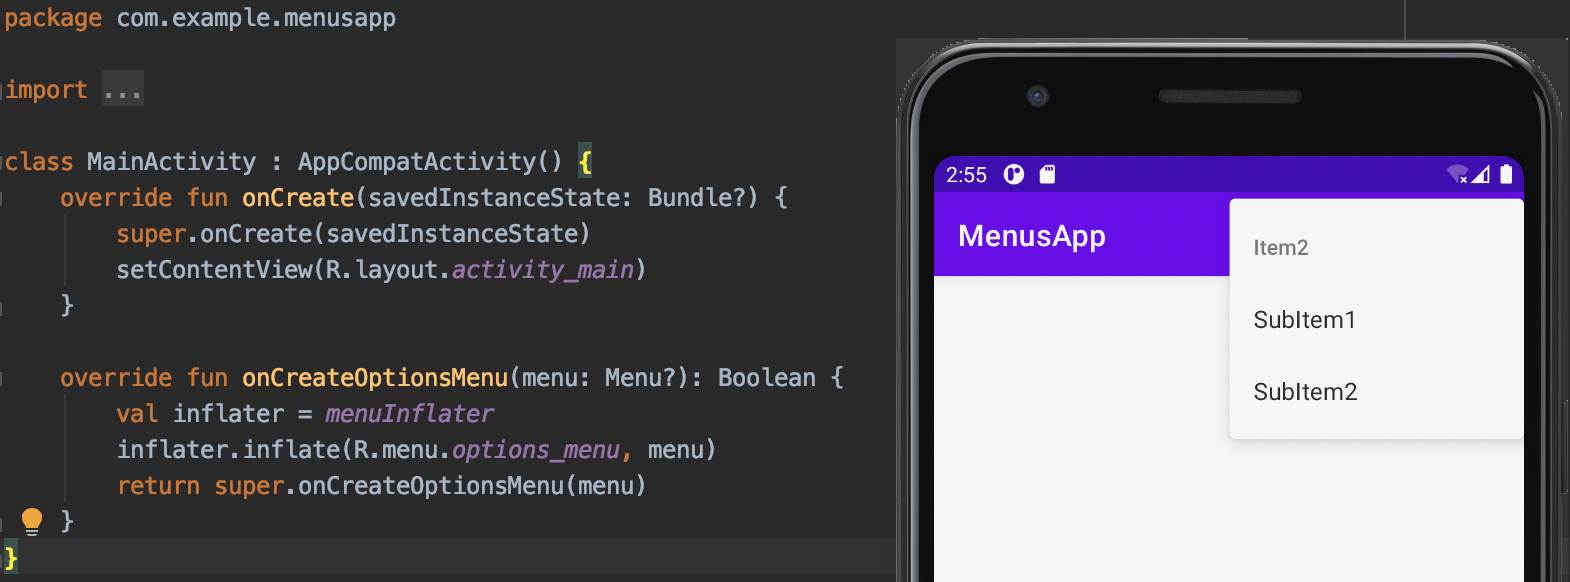 package com.example.menusapp
import ...
class MainActivity : AppCompatActivity() {
override fun onCreate(savedInstanceState: Bundle?) {
super.onCreate(savedInstanceState)
setContentView(R.layout.activity_main)
}
override fun onCreateOptionsMenu(menu: Menu?): Boolean {
val inflater = menuInflater
inflater.inflate(R.menu.options_menu, menu)
return super.onCreateOptionsMenu(menu)
}
}
2:55
MenusApp
Item2
SubItem1
SubItem2